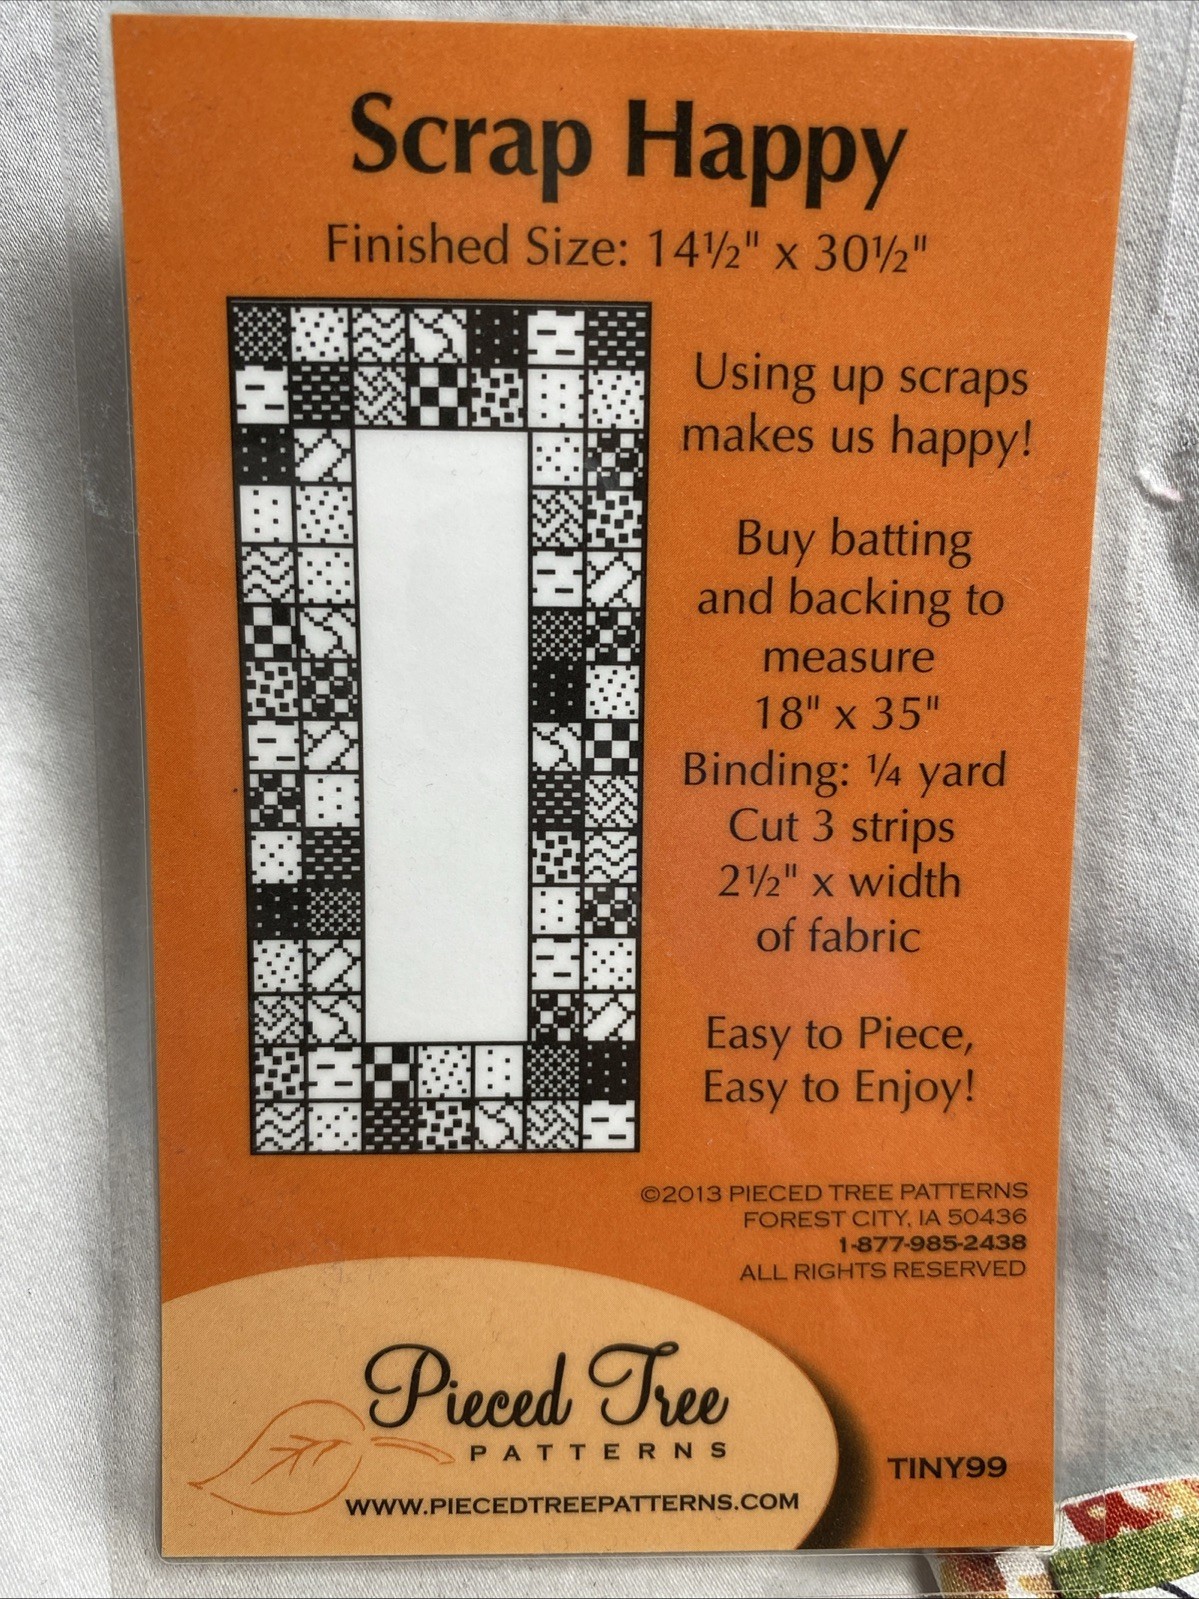 Scrap Happy
Finished Size: 14½" x 30½"
Using up scraps
makes us happy!
Buy batting
and backing to
measure
18" x 35"
Binding: ¼ yard
Cut 3 strips
2½" x width
of fabric
Easy to Piece,
Easy to Enjoy!
©2013 PIECED TREE PATTERNS
FOREST CITY, IA 50436
1-877-985-2438
ALL RIGHTS RESERVED
Pieced Tree
PATTERNS
WWW.PIECEDTREEPATTERNS.COM
TINY99